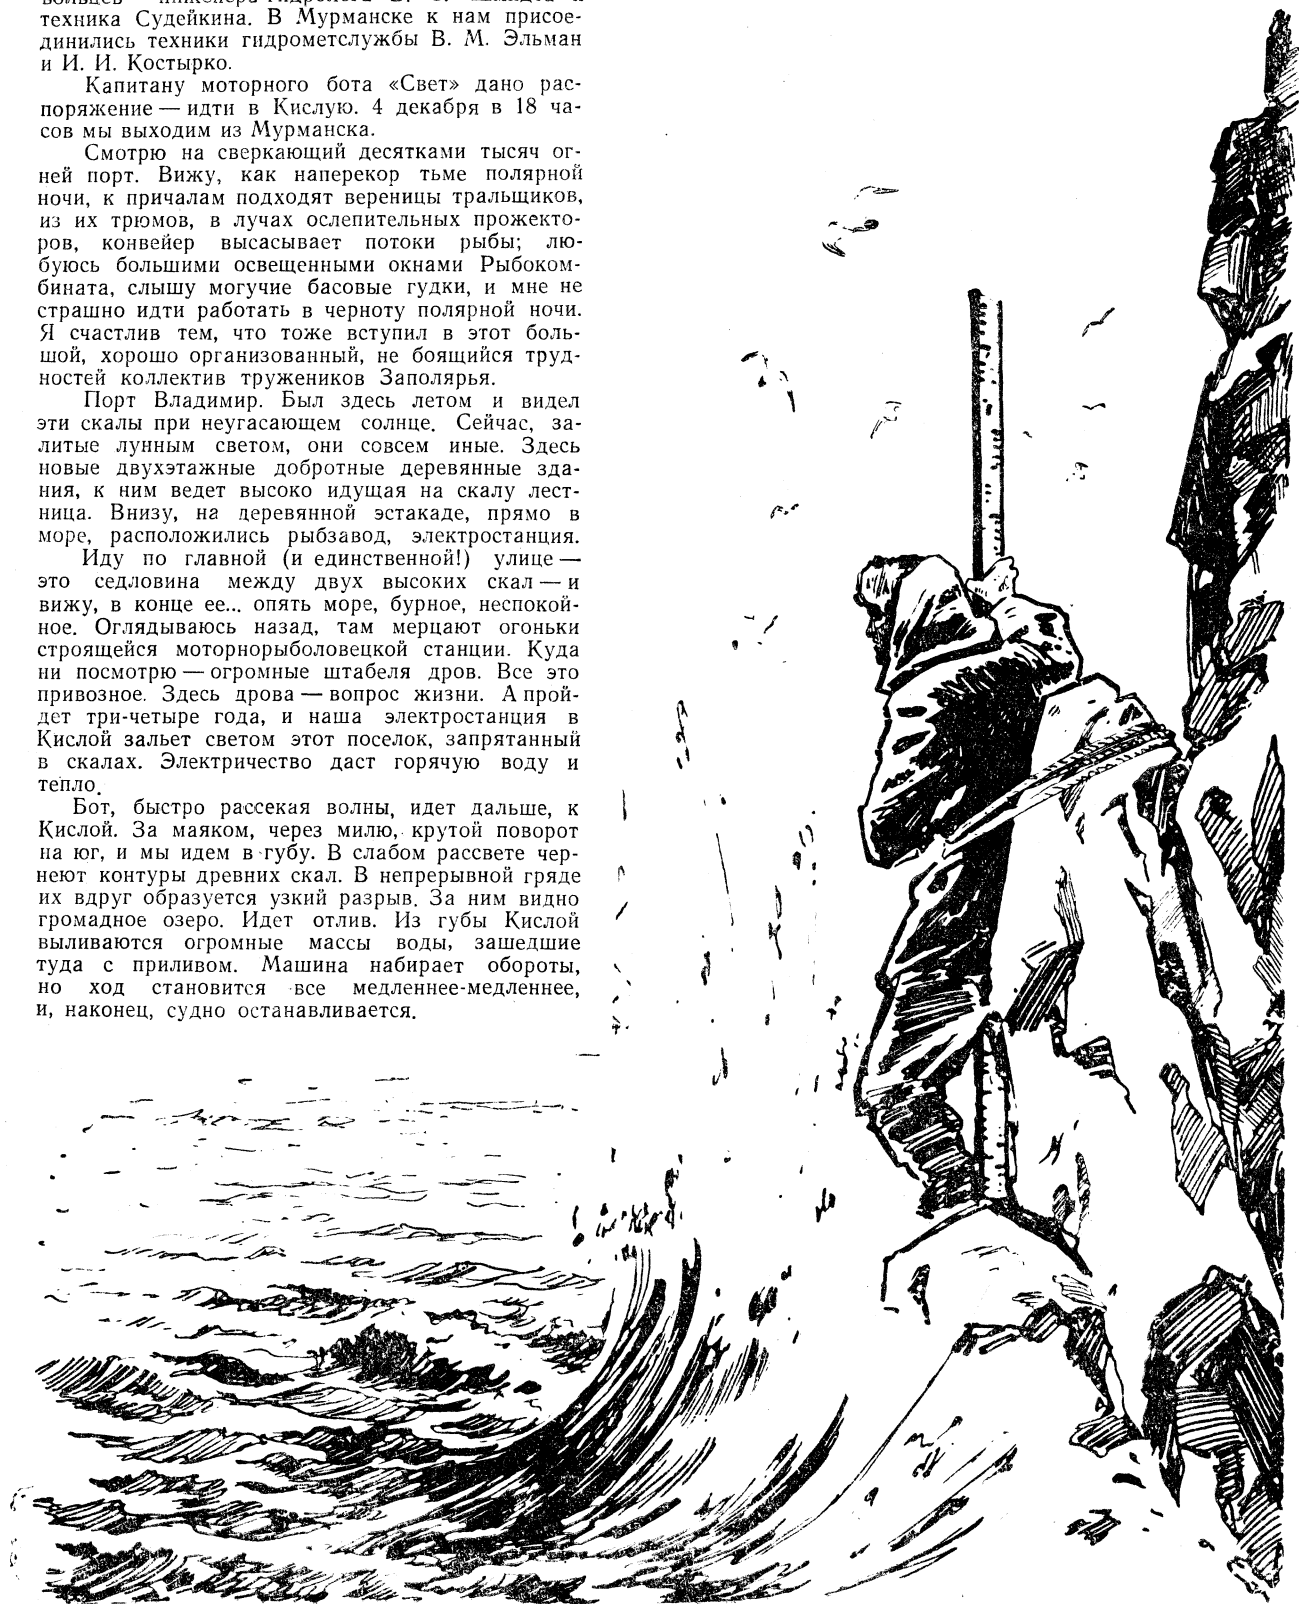 техника Судейкина. В Мурманске к нам присое-
динились техники гидрометслужбы В. М. Эльман
и И. И. Костырко.
Капитану моторного бота «Свет» дано рас-
поряжение — идти в Кислую. 4 декабря в 18 ча-
сов мы выходим из Мурманска.
Смотрю на сверкающий десятками тысяч ог-
ней порт. Вижу, как наперекор тьме полярной
ночи, к причалам подходят вереницы тральщиков,
из их трюмов, в лучах ослепительных прожекто-
ров, конвейер высасывает потоки рыбы; лю-
буюсь большими освещенными окнами Рыбоком-
бината, слышу могучие басовые гудки, и мне не
страшно идти работать в черноту полярной ночи.
Я счастлив тем, что тоже вступил в этот боль-
шой, хорошо организованный, не боящийся труд-
ностей коллектив тружеников Заполярья.
Порт Владимир. Был здесь летом и видел
эти скалы при неугасающем солнце. Сейчас, за-
литые лунным светом, они совсем иные. Здесь
новые двухэтажные добротные деревянные зда-
ния, к ним ведет высоко идущая на скалу лест-
ница. Внизу, на деревянной эстакаде, прямо в
море, расположились рыбзавод, электростанция.
Иду по главной (и единственной!) улице —
это седловина между двух высоких скал — и
вижу, в конце ее... опять море, бурное, неспокой-
ное. Оглядываюсь назад, там мерцают огоньки
строящейся моторнорыболовецкой станции. Куда
ни посмотрю — огромные штабеля дров. Все это
привозное. Здесь дрова — вопрос жизни. А прой-
дет три-четыре года, и наша электростанция в
Кислой зальет светом этот поселок, запрятанный
в скалах. Электричество даст горячую воду и
тепло.
Бот, быстро рассекая волны, идет дальше, к
Кислой. За маяком, через милю, крутой поворот
на юг, и мы идем в губу. В слабом рассвете чер-
неют контуры древних скал. В непрерывной гряде
их вдруг образуется узкий разрыв. За ним видно
громадное озеро. Идет отлив. Из губы Кислой
выливаются огромные массы воды, зашедшие
туда с приливом. Машина набирает обороты,
но ход становится все медленнее-медленнее,
и, наконец, судно останавливается.